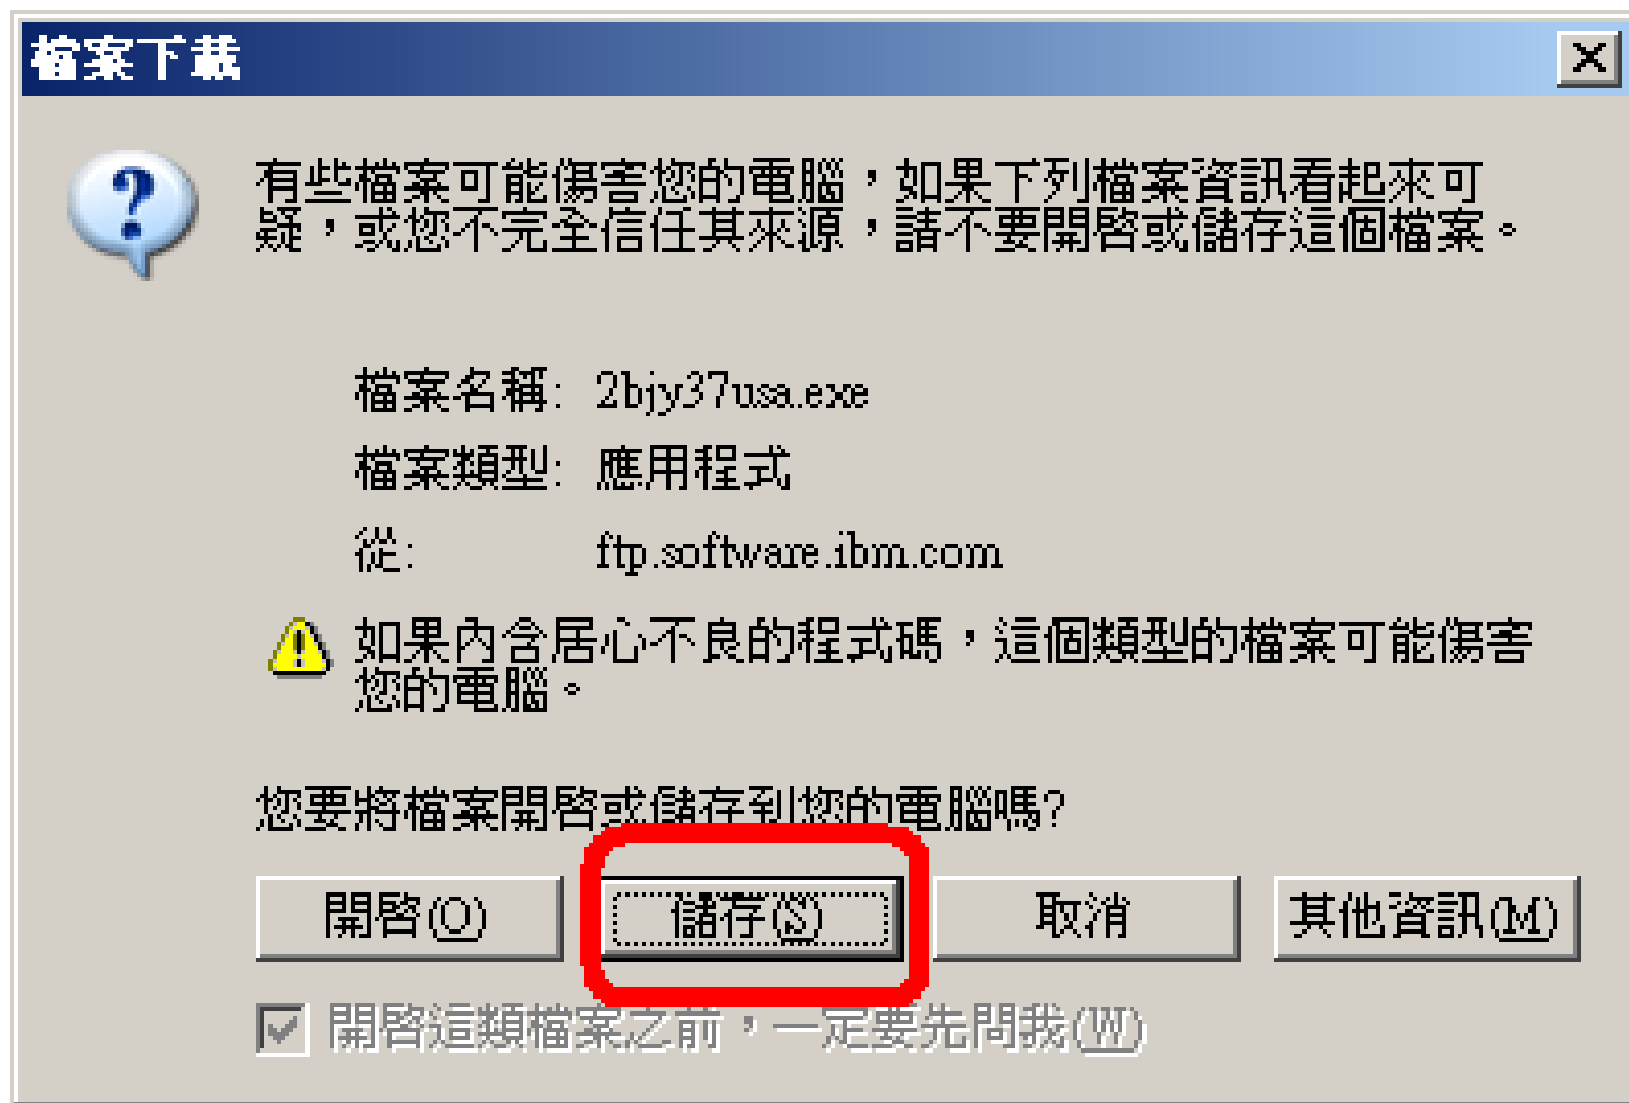 檔案下載
有些檔案可能傷害您的電腦，如果下列檔案資訊看起來可
疑，或您不完全信任其來源，請不要開啟或儲存這個檔案。
檔案名稱: 2bjy37usa.exe
檔案類型: 應用程式
從: ftp.software.ibm.com
如果內含居心不良的程式碼，這個類型的檔案可能傷害
您的電腦。
您要將檔案開啟或儲存到您的電腦嗎?
開啟(O) 儲存(S) 取消 其他資訊(M)
開啟這類檔案之前，一定要先問我(W)